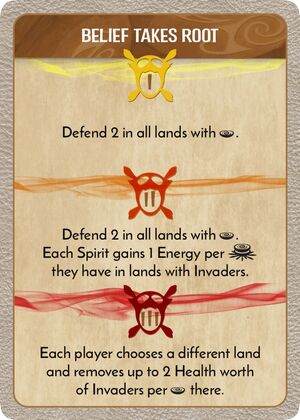 BELIEF TAKES ROOT
I
Defend 2 in all lands with .
II
Defend 2 in all lands with
Each Spirit gains 1 Energy per
they have in lands with Invaders.
III
Each player chooses a different land
and removes up to 2 Health worth
of Invaders per there.